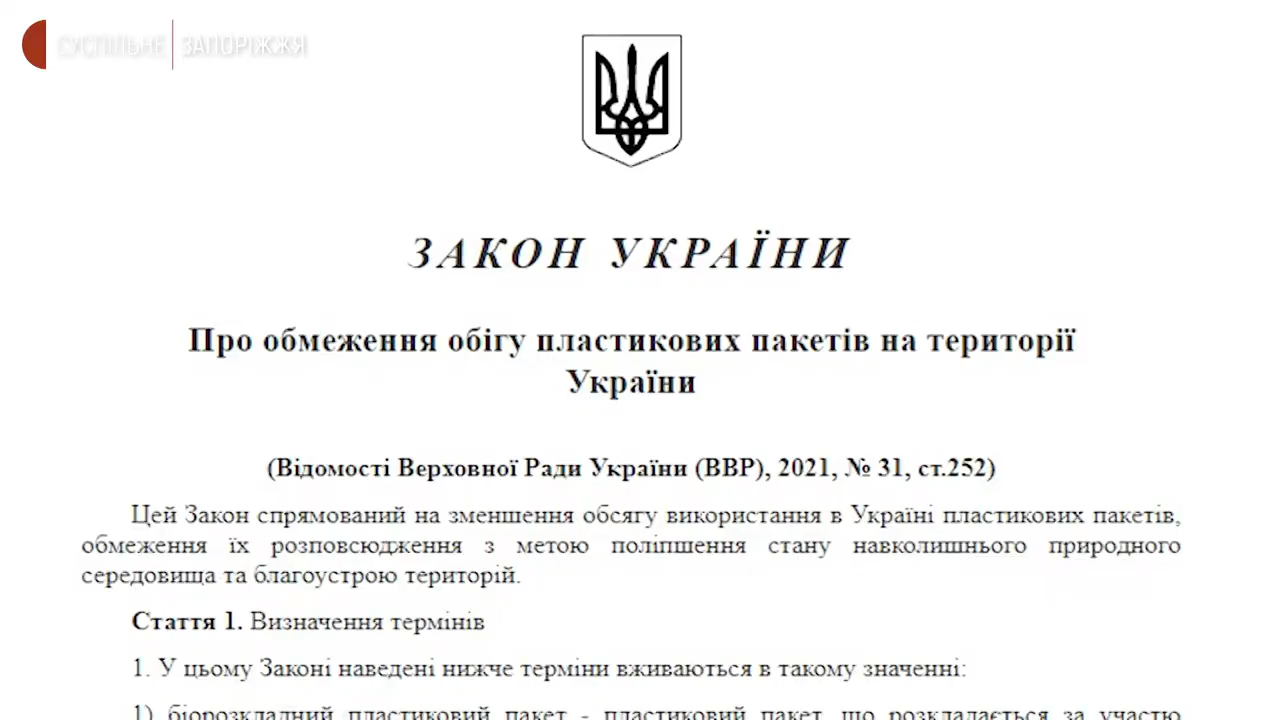 СУСПІЛЬНЕ ЗАПОРІЖЖЯ
ЗАКОН УКРАЇНИ
Про обмеження обігу пластикових пакетів на території
України
(Відомості Верховної Ради України (ВВР), 2021, № 31, ст.252)
Цей Закон спрямований на зменшення обсягу використання в Україні пластикових пакетів,
обмеження їх розповсюдження з метою поліпшення стану навколишнього природного
середовища та благоустрою територій.
Стаття 1. Визначення термінів
1. У цьому Законі наведені нижче терміни вживаються в такому значенні:
1) біорозкладний пластиковий пакет - пластиковий пакет, що розкладається за участю